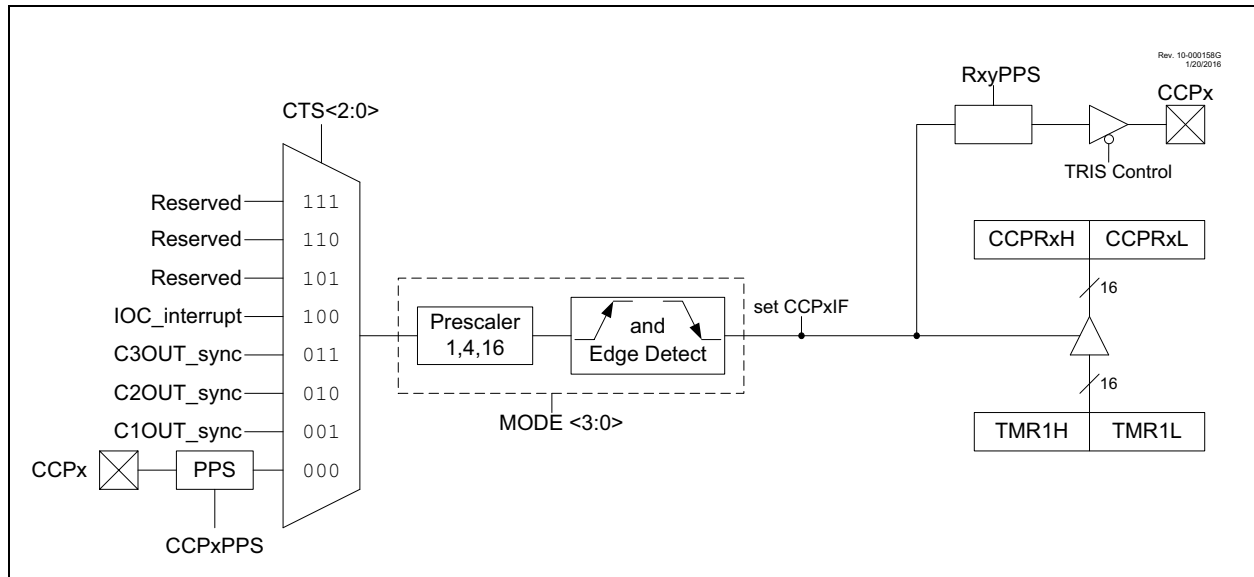 Rev. 10-000158G
1/20/2016
RxyPPS
CCPx
TRIS Control
CTS<2:0>
Reserved 111
Reserved 110
Reserved 101
IOC_interrupt 100
C3OUT_sync 011
C2OUT_sync 010
C1OUT_sync 001
CCPx PPS 000
CCPxPPS
Prescaler
1,4,16
and
Edge Detect
MODE <3:0>
set CCPxIF
CCPRxH CCPRxL
16
16
TMR1H TMR1L